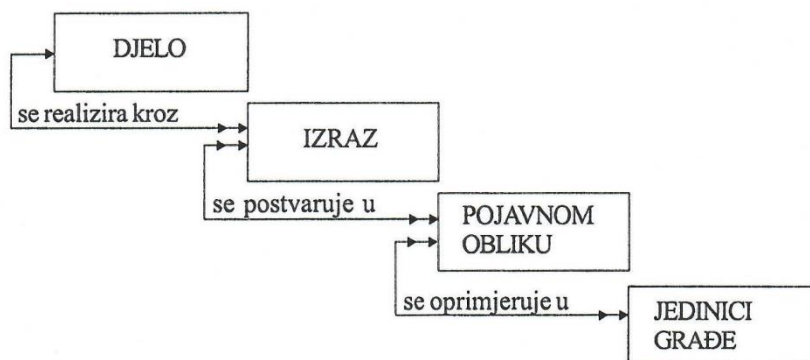 DJELO
se realizira kroz
IZRAZ
se postvaruje u
POJAVNOM
OBLIKU
se oprimjeruje u
JEDINICI
GRAĐE